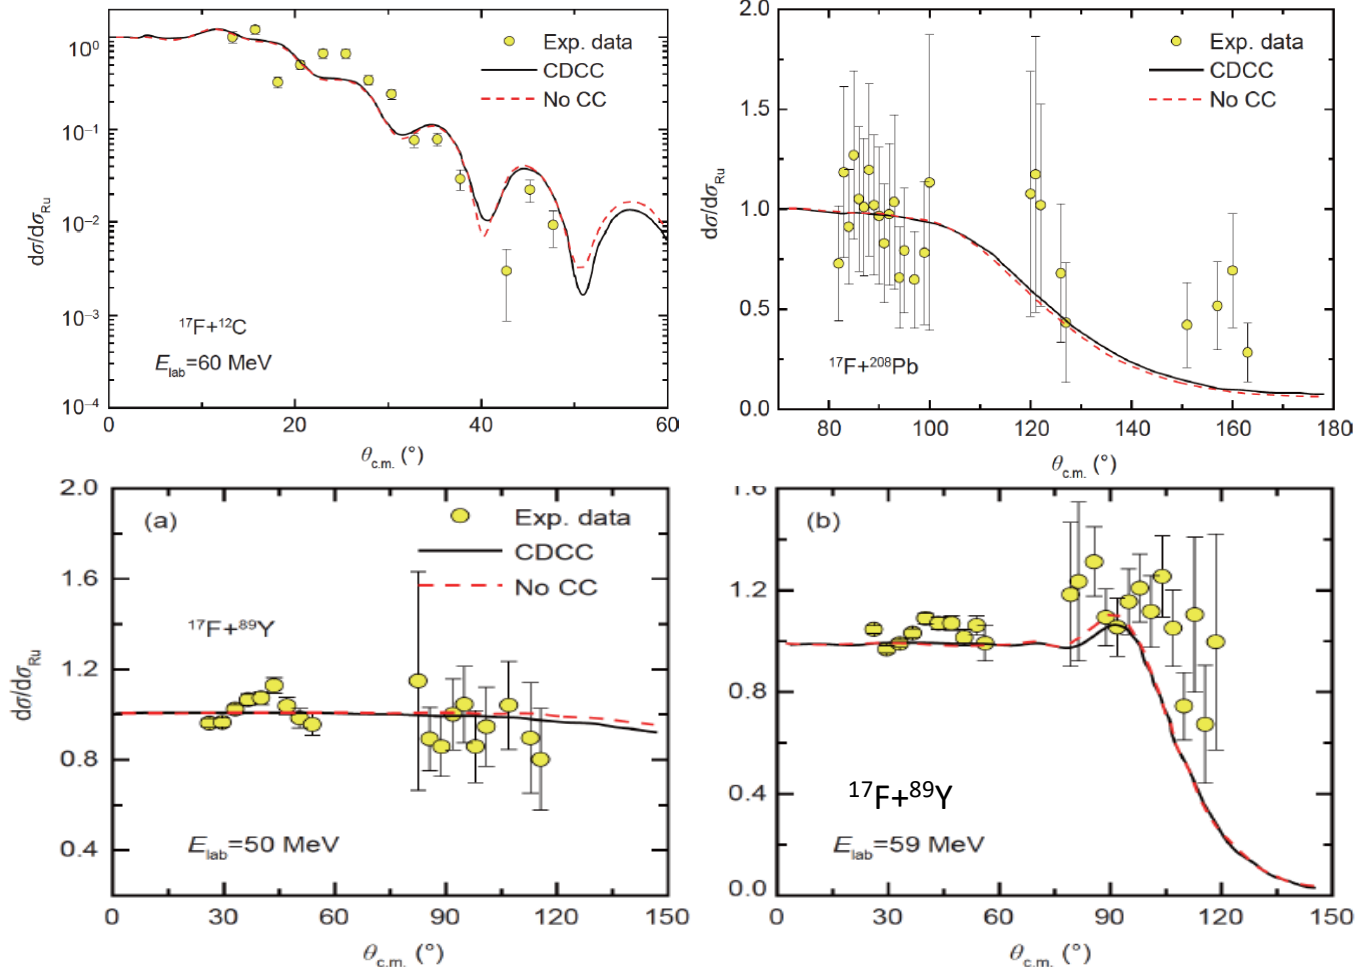 10⁰
10⁻¹
10⁻²
10⁻³
10⁻⁴
dσ/dσRu
Exp. data
CDCC
No CC
¹⁷F+¹²C
Elab=60 MeV
0 20 40 60
θc.m. (°)
2.0
1.5
1.0
0.5
0.0
dσ/dσRu
Exp. data
CDCC
No CC
¹⁷F+²⁰⁸Pb
80 100 120 140 160 180
θc.m. (°)
2.0
1.6
1.2
0.8
0.4
dσ/dσRu
(a)
Exp. data
CDCC
No CC
¹⁷F+⁸⁹Y
Elab=50 MeV
0 30 60 90 120 150
θc.m. (°)
1.6
1.2
0.8
0.4
0.0
(b)
¹⁷F+⁸⁹Y
Elab=59 MeV
0 30 60 90 120 150
θc.m. (°)